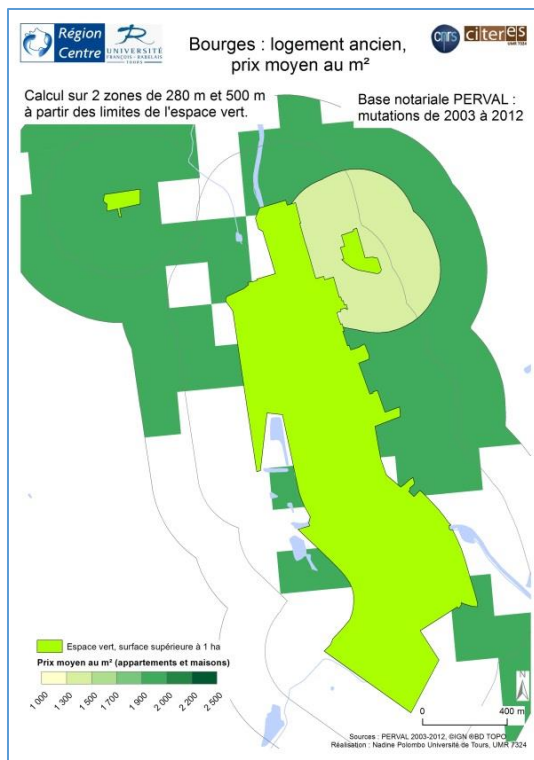 Région
Centre
UNIVERSITÉ
FRANÇOIS - RABELAIS
TOURS
Bourges : logement ancien,
prix moyen au m²
cnrs
citeres
UMR 7324
Calcul sur 2 zones de 280 m et 500 m
à partir des limites de l'espace vert.
Base notariale PERVAL :
mutations de 2003 à 2012
Espace vert, surface supérieure à 1 ha
Prix moyen au m² (appartements et maisons)
1 000
1 300
1 500
1 700
1 900
2 000
2 200
2 500
N
0
400 m
Sources : PERVAL 2003-2012, ©IGN ®BD TOPO
Réalisation : Nadine Polombo Université de Tours, UMR 7324